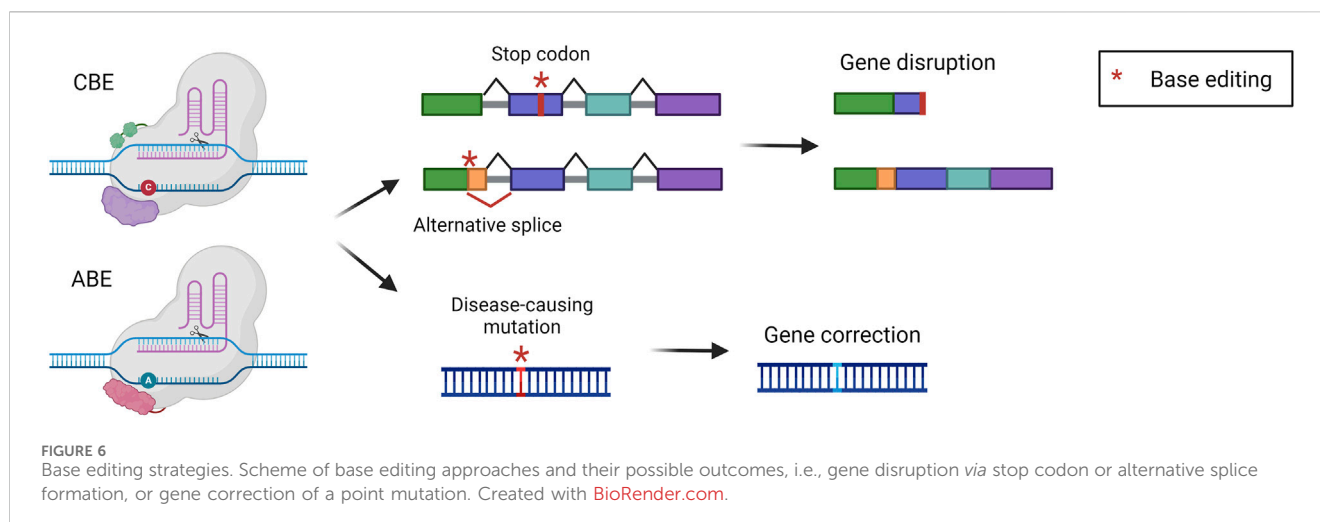 CBE
Stop codon
*
Gene disruption
* Base editing
C
*
Alternative splice
ABE
A
Disease-causing
mutation
*
Gene correction
FIGURE 6
Base editing strategies. Scheme of base editing approaches and their possible outcomes, i.e., gene disruption via stop codon or alternative splice
formation, or gene correction of a point mutation. Created with BioRender.com.